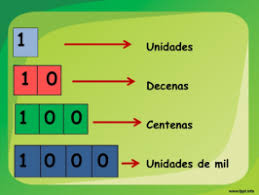 1 Unidades
1 0 Decenas
1 0 0 Centenas
1 0 0 0 Unidades de mil